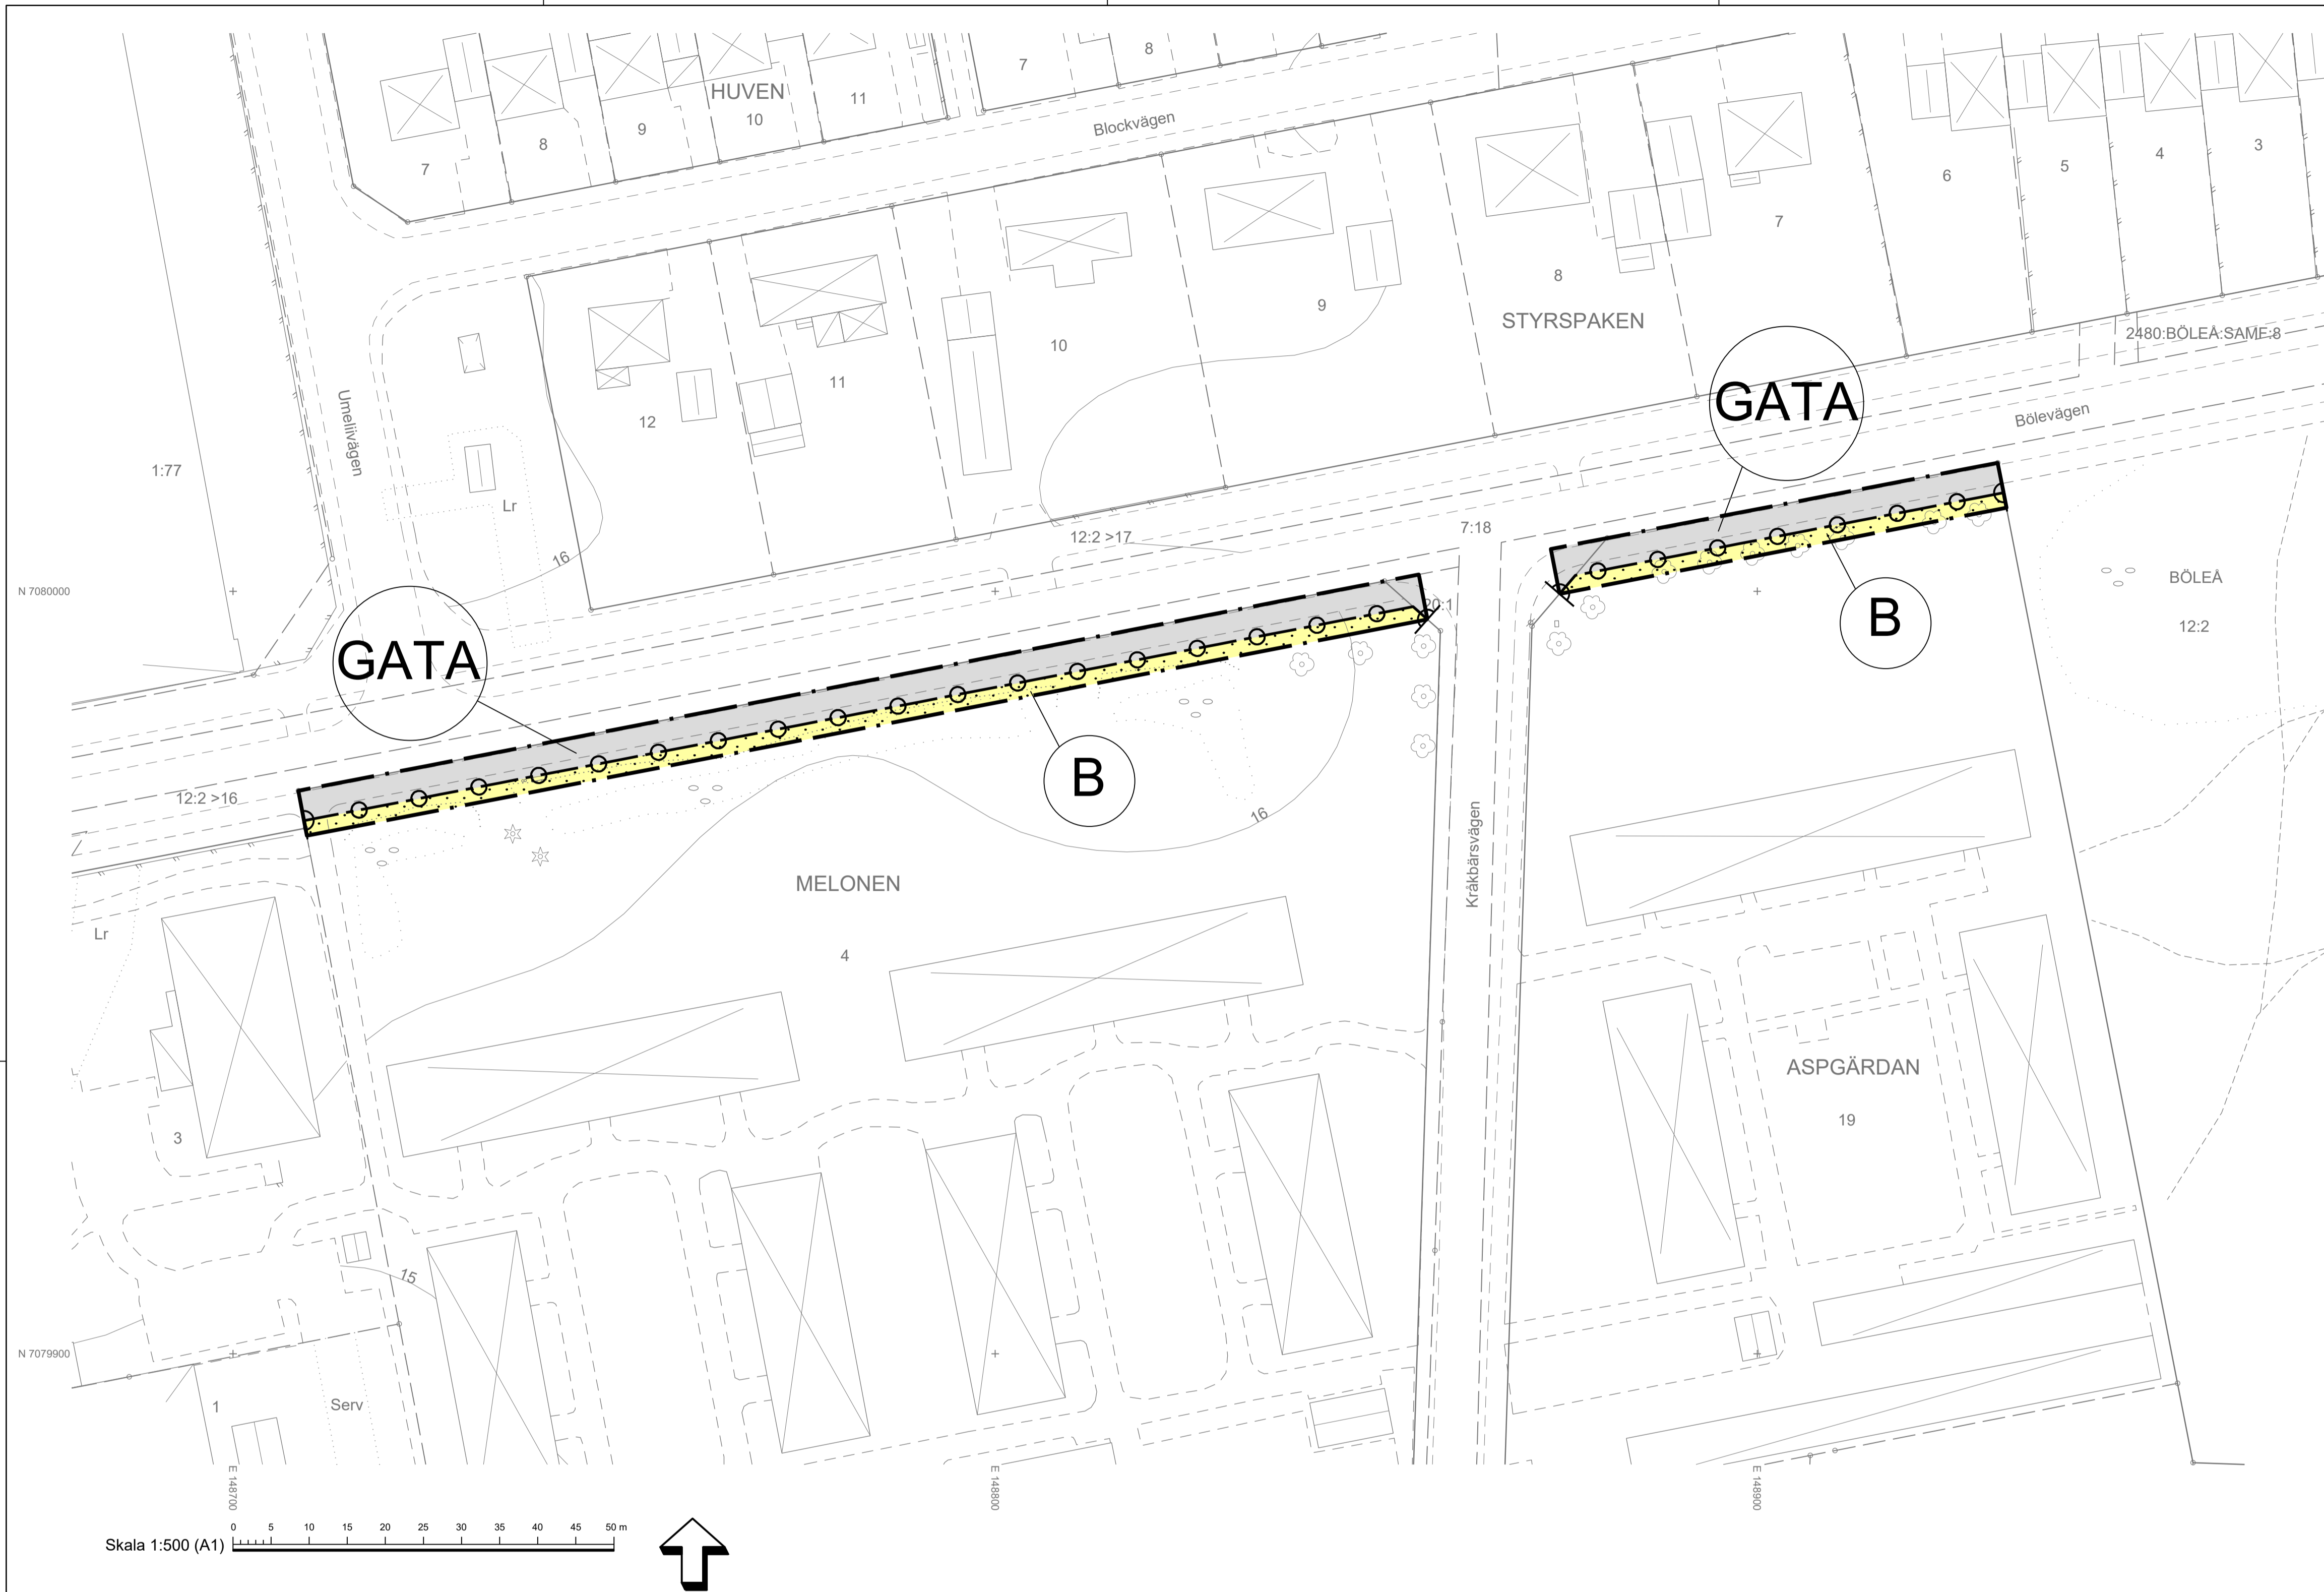 8
7
HUVEN
10
11
9
8
7
Blockvägen
3
4
5
6
7
8
9
STYRSPAKEN
2480:BÖLEÅ:SAMF:8
10
11
12
GATA
Bölevägen
Umeliivägen
1:77
Lr
16
12:2 >17
7:18
N 7080000
BÖLEÅ
12:2
20:1
B
GATA
B
12:2 >16
16
Kråkbärsvägen
MELONEN
4
Lr
3
ASPGÄRDAN
19
15
N 7079900
1
Serv
E 148700
E 148800
E 148900
Skala 1:500 (A1)
0 5 10 15 20 25 30 35 40 45 50 m